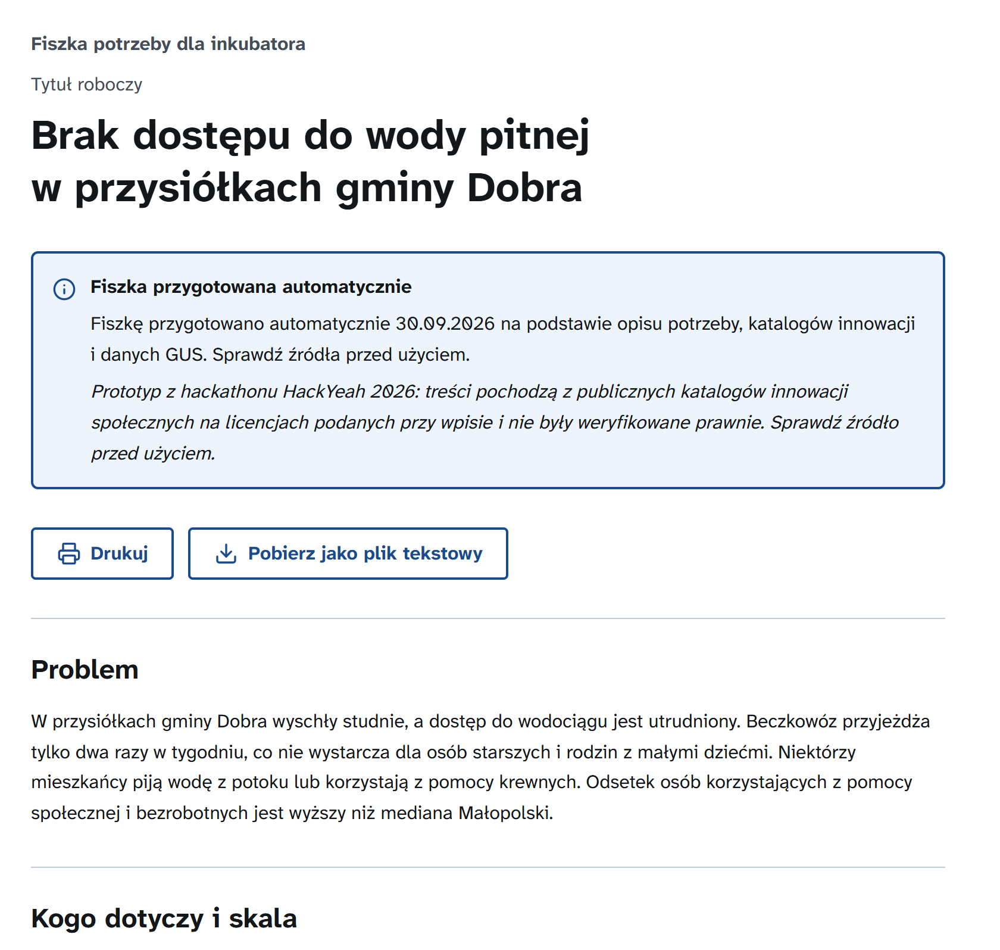 Fiszka potrzeby dla inkubatora
Tytuł roboczy
Brak dostępu do wody pitnej
w przysiółkach gminy Dobra
Fiszka przygotowana automatycznie
Fiszkę przygotowano automatycznie 30.09.2026 na podstawie opisu potrzeby, katalogów innowacji
i danych GUS. Sprawdź źródła przed użyciem.
Prototyp z hackathonu HackYeah 2026: treści pochodzą z publicznych katalogów innowacji
społecznych na licencjach podanych przy wpisie i nie były weryfikowane prawnie. Sprawdź źródło
przed użyciem.
Drukuj
Pobierz jako plik tekstowy
Problem
W przysiółkach gminy Dobra wyschły studnie, a dostęp do wodociągu jest utrudniony. Beczkowóz przyjeżdża
tylko dwa razy w tygodniu, co nie wystarcza dla osób starszych i rodzin z małymi dziećmi. Niektórzy
mieszkańcy piją wodę z potoku lub korzystają z pomocy krewnych. Odsetek osób korzystających z pomocy
społecznej i bezrobotnych jest wyższy niż mediana Małopolski.
Kogo dotyczy i skala